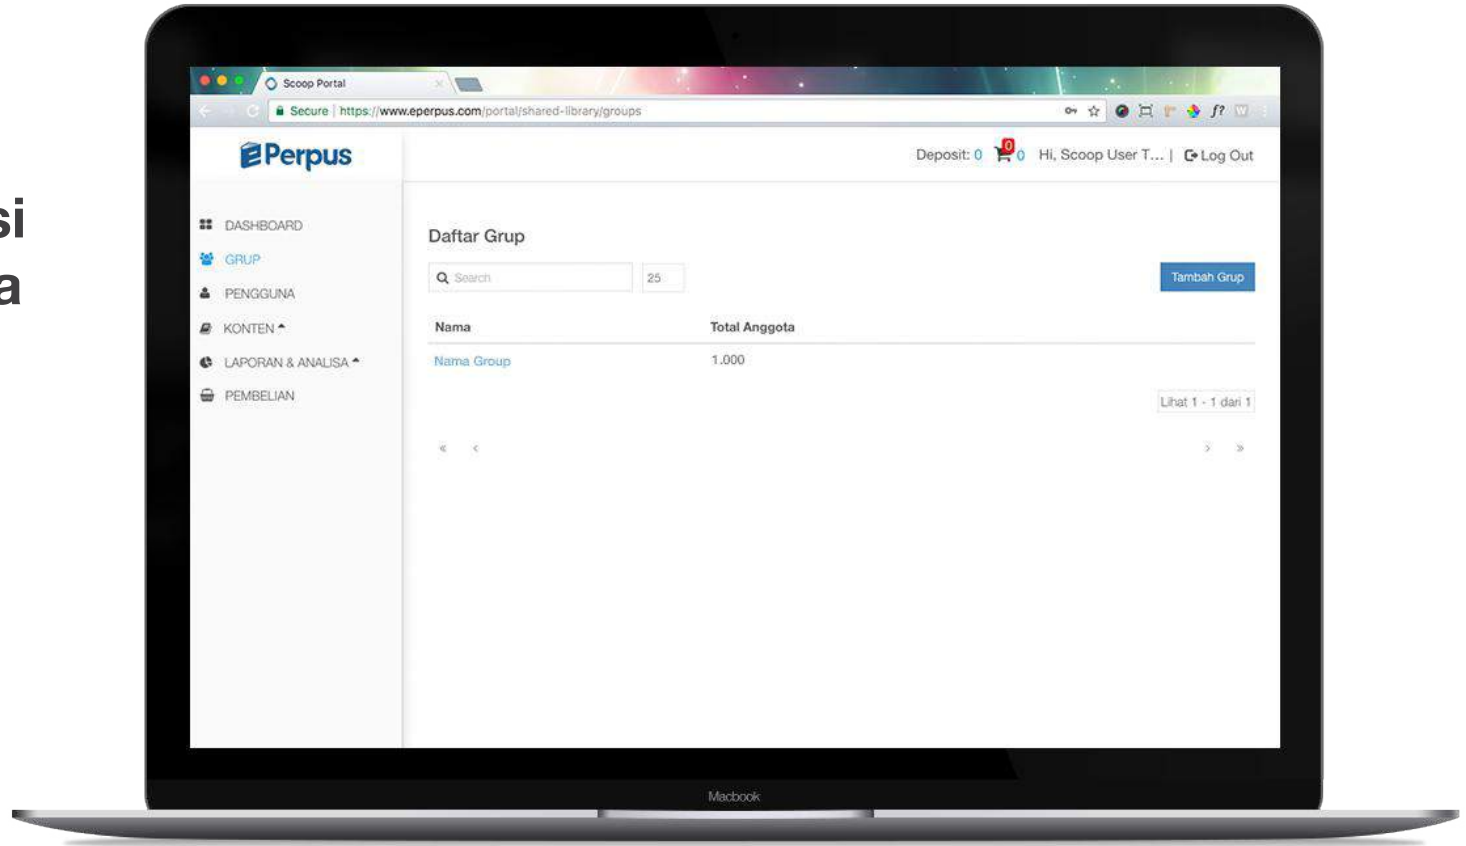 si
a
Scoop Portal
Secure | https://www.eperpus.com/portal/shared-library/groups
f?
W
ePerpus
Deposit: 0
0
0
Hi, Scoop User T... |
Log Out
DASHBOARD
GRUP
PENGGUNA
KONTEN
LAPORAN & ANALISA
PEMBELIAN
Daftar Grup
Search
25
Tambah Grup
Nama
Total Anggota
Nama Group
1.000
Lihat 1 - 1 dari 1
« ‹
› »
Macbook